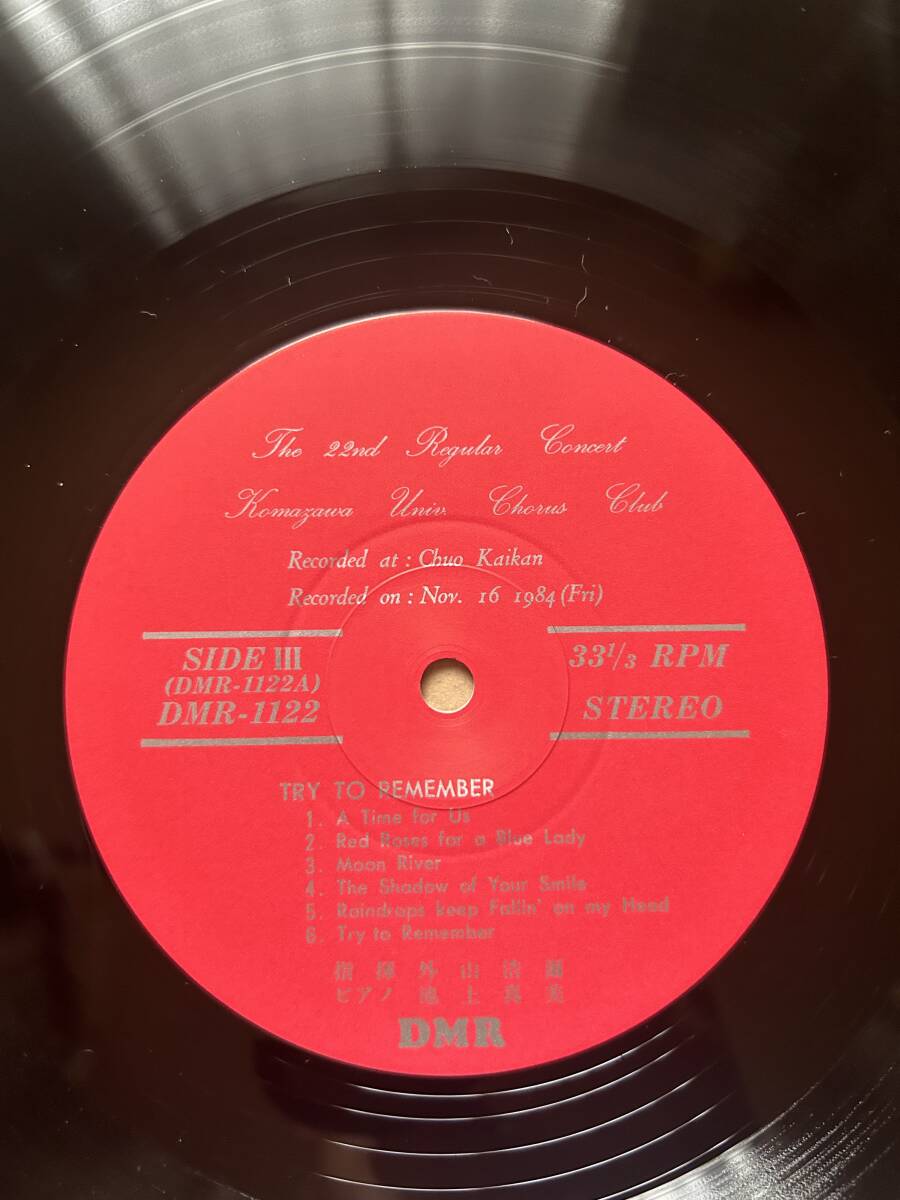 The 22nd Regular Concert
Komazawa Univ. Chorus Club
Recorded at : Chuo Kaikan
Recorded on : Nov. 16 1984 (Fri)
SIDE III
(DMR-1122A)
DMR-1122
33 1/3 RPM
STEREO
TRY TO REMEMBER
1. A Time for Us
2. Red Roses for a Blue Lady
3. Moon River
4. The Shadow of Your Smile
5. Raindrops keep Fallin' on my Head
6. Try to Remember
指揮 外山浩爾
ピアノ 池上真美
DMR